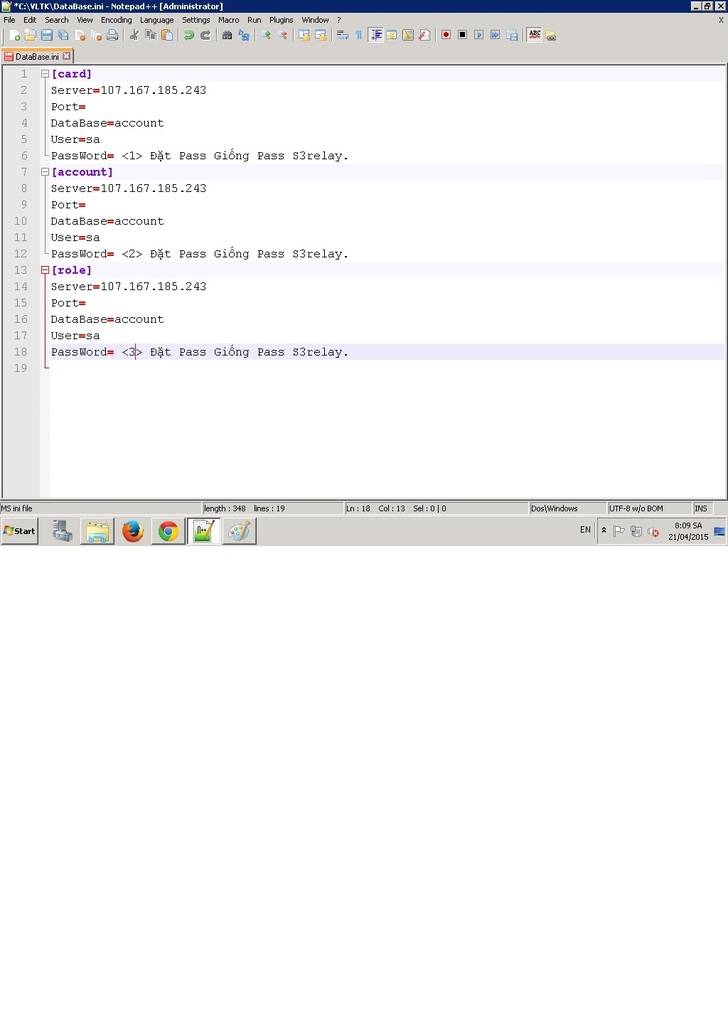 *C:\VLTK\DataBase.ini - Notepad++ [Administrator]
File Edit Search View Encoding Language Settings Macro Run Plugins Window ? X
DataBase.ini
1 [card]
2 Server=107.167.185.243
3 Port=
4 DataBase=account
5 User=sa
6 PassWord= <1> Đặt Pass Giống Pass S3relay.
7 [account]
8 Server=107.167.185.243
9 Port=
10 DataBase=account
11 User=sa
12 PassWord= <2> Đặt Pass Giống Pass S3relay.
13 [role]
14 Server=107.167.185.243
15 Port=
16 DataBase=account
17 User=sa
18 PassWord= <3> Đặt Pass Giống Pass S3relay.
19
MS ini file length : 348 lines : 19 Ln : 18 Col : 13 Sel : 0 | 0 Dos\Windows UTF-8 w/o BOM INS
Start EN 8:09 SA
21/04/2015